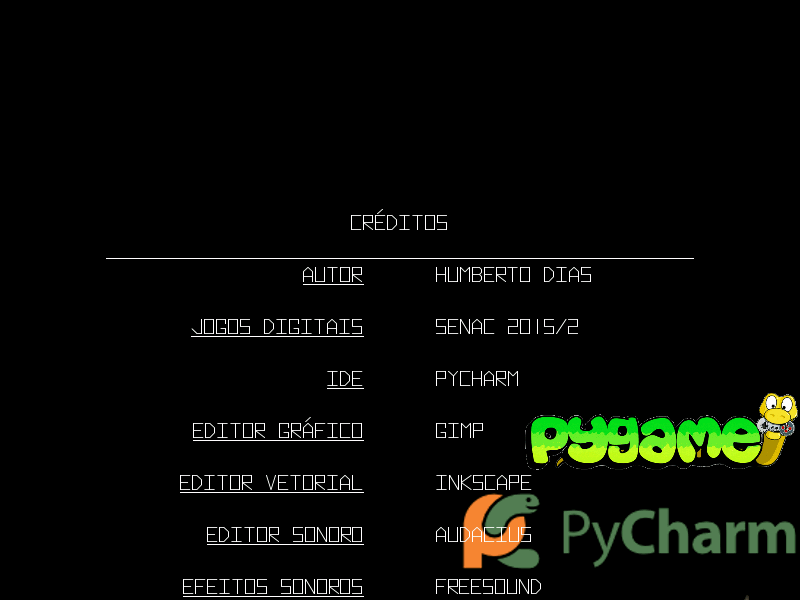 CRÉDITOS
AUTOR HUMBERTO DIAS
JOGOS DIGITAIS SENAC 2015/2
IDE PYCHARM
EDITOR GRÁFICO GIMP
pygame
EDITOR VETORIAL INKSCAPE
EDITOR SONORO AUDACIUS
PyCharm
EFEITOS SONOROS FREESOUND